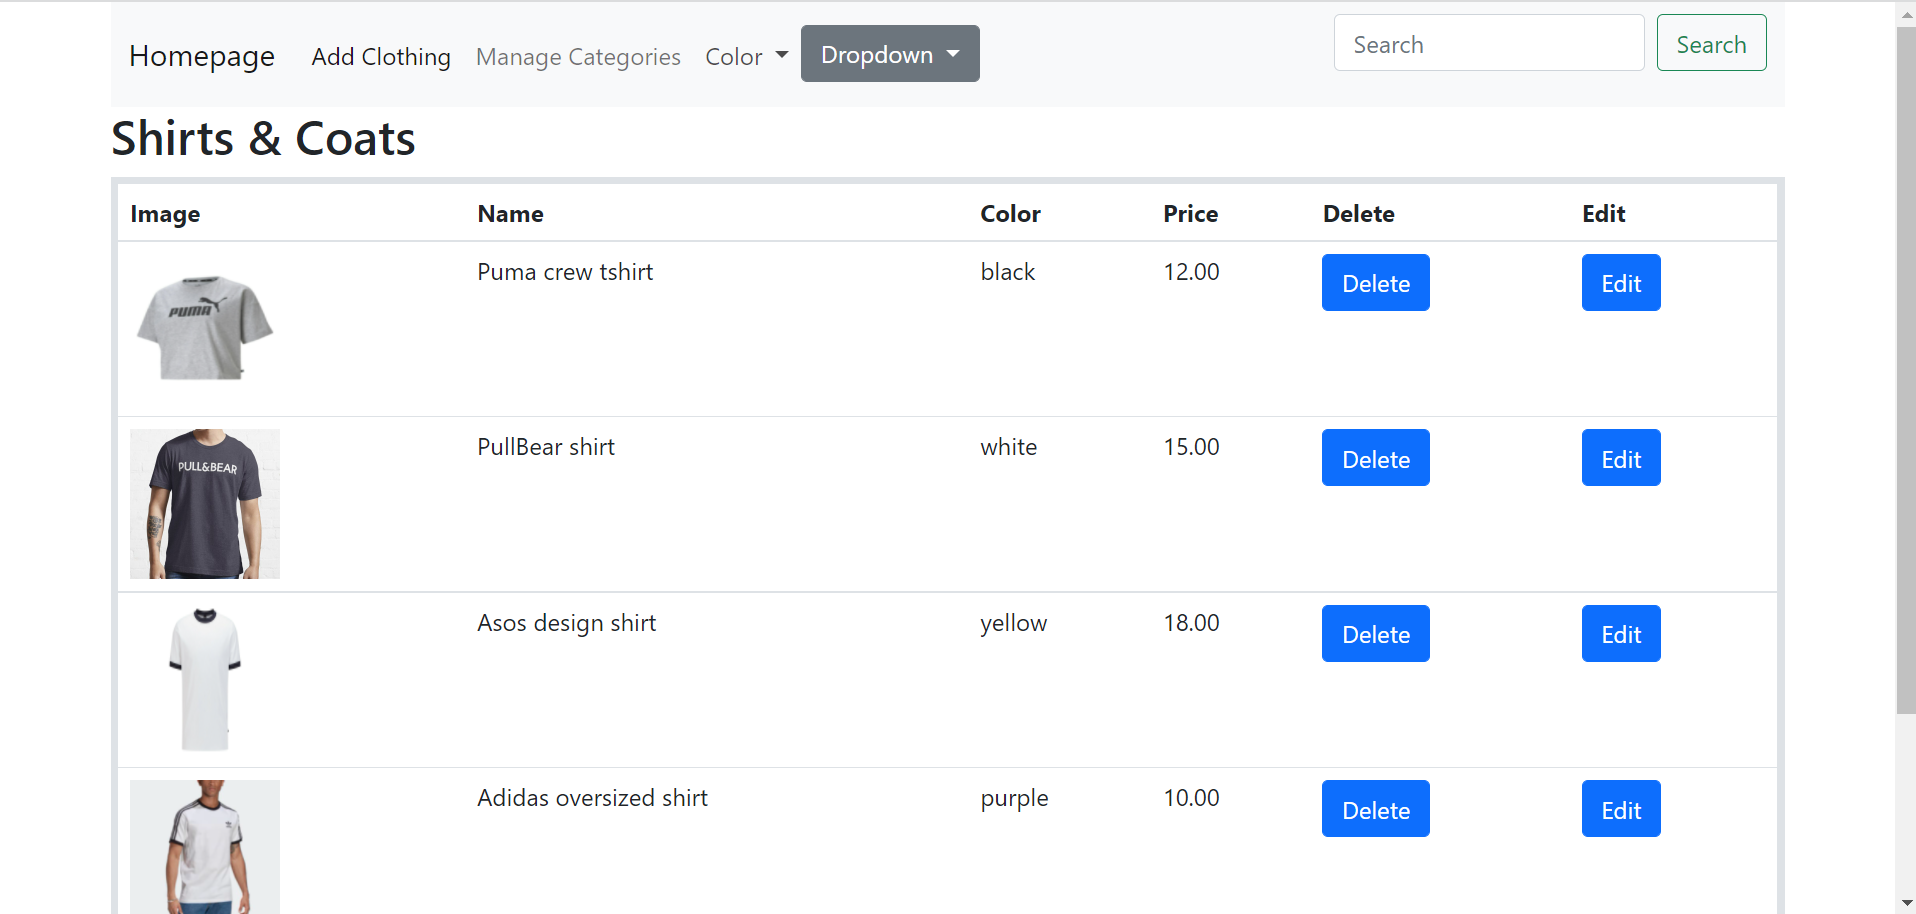 Homepage Add Clothing Manage Categories Color Dropdown Search Search
Shirts & Coats
Image Name Color Price Delete Edit
Puma crew tshirt black 12.00 Delete Edit
PUMA
PullBear shirt white 15.00 Delete Edit
PULL&BEAR
Asos design shirt yellow 18.00 Delete Edit
Adidas oversized shirt purple 10.00 Delete Edit